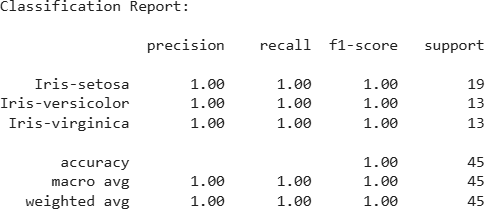 Classification Report:
precision recall f1-score support
Iris-setosa 1.00 1.00 1.00 19
Iris-versicolor 1.00 1.00 1.00 13
Iris-virginica 1.00 1.00 1.00 13
accuracy 1.00 45
macro avg 1.00 1.00 1.00 45
weighted avg 1.00 1.00 1.00 45